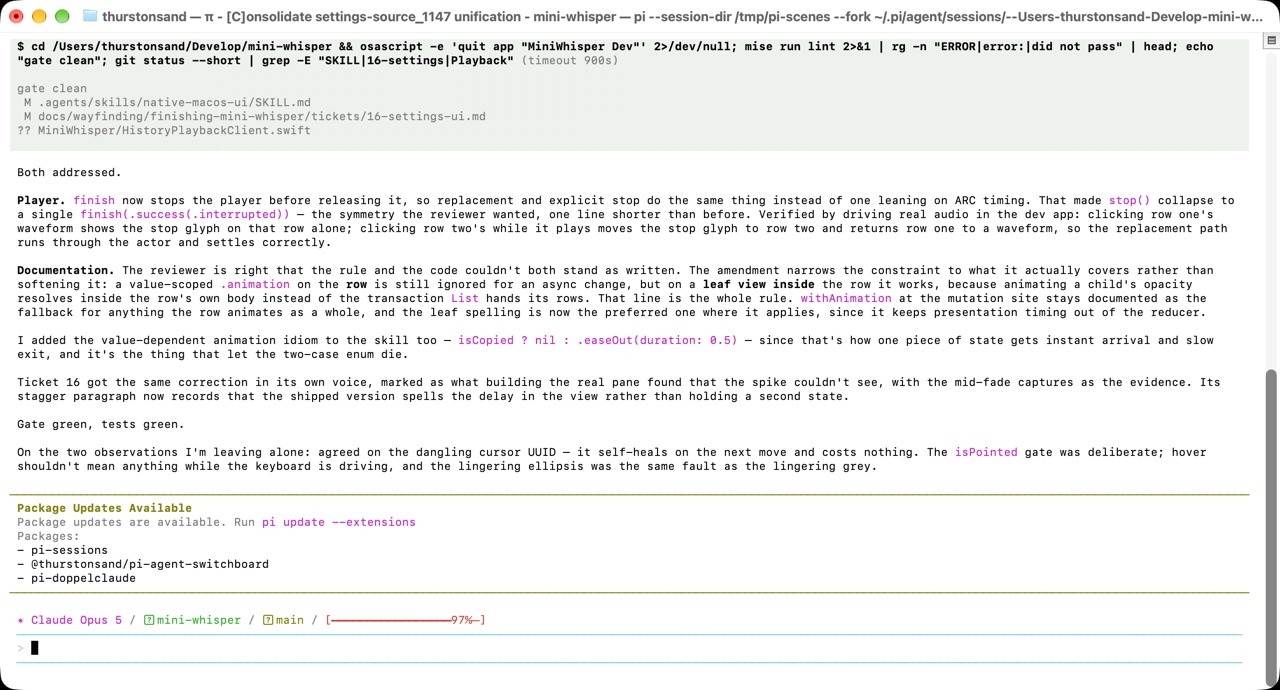 thurstonsand — π - [C]onsolidate settings-source_1147 unification - mini-whisper — pi --session-dir /tmp/pi-scenes --fork ~/.pi/agent/sessions/--Users-thurstonsand-Develop-mini-w...
$ cd /Users/thurstonsand/Develop/mini-whisper && osascript -e 'quit app "MiniWhisper Dev"' 2>/dev/null; mise run lint 2>&1 | rg -n "ERROR|error:|did not pass" | head; echo
"gate clean"; git status --short | grep -E "SKILL|16-settings|Playback" (timeout 900s)
gate clean
M .agents/skills/native-macos-ui/SKILL.md
M docs/wayfinding/finishing-mini-whisper/tickets/16-settings-ui.md
?? MiniWhisper/HistoryPlaybackClient.swift
Both addressed.
Player. finish now stops the player before releasing it, so replacement and explicit stop do the same thing instead of one leaning on ARC timing. That made stop() collapse to
a single finish(.success(.interrupted)) — the symmetry the reviewer wanted, one line shorter than before. Verified by driving real audio in the dev app: clicking row one's
waveform shows the stop glyph on that row alone; clicking row two's while it plays moves the stop glyph to row two and returns row one to a waveform, so the replacement path
runs through the actor and settles correctly.
Documentation. The reviewer is right that the rule and the code couldn't both stand as written. The amendment narrows the constraint to what it actually covers rather than
softening it: a value-scoped .animation on the row is still ignored for an async change, but on a leaf view inside the row it works, because animating a child's opacity
resolves inside the row's own body instead of the transaction List hands its rows. That line is the whole rule. withAnimation at the mutation site stays documented as the
fallback for anything the row animates as a whole, and the leaf spelling is now the preferred one where it applies, since it keeps presentation timing out of the reducer.
I added the value-dependent animation idiom to the skill too — isCopied ? nil : .easeOut(duration: 0.5) — since that's how one piece of state gets instant arrival and slow
exit, and it's the thing that let the two-case enum die.
Ticket 16 got the same correction in its own voice, marked as what building the real pane found that the spike couldn't see, with the mid-fade captures as the evidence. Its
stagger paragraph now records that the shipped version spells the delay in the view rather than holding a second state.
Gate green, tests green.
On the two observations I'm leaving alone: agreed on the dangling cursor UUID — it self-heals on the next move and costs nothing. The isPointed gate was deliberate; hover
shouldn't mean anything while the keyboard is driving, and the lingering ellipsis was the same fault as the lingering grey.
Package Updates Available
Package updates are available. Run pi update --extensions
Packages:
- pi-sessions
- @thurstonsand/pi-agent-switchboard
- pi-doppelclaude
* Claude Opus 5 / [?]mini-whisper / [?]main / [━━━━━━━━━━━━━━━━━97%─]
>